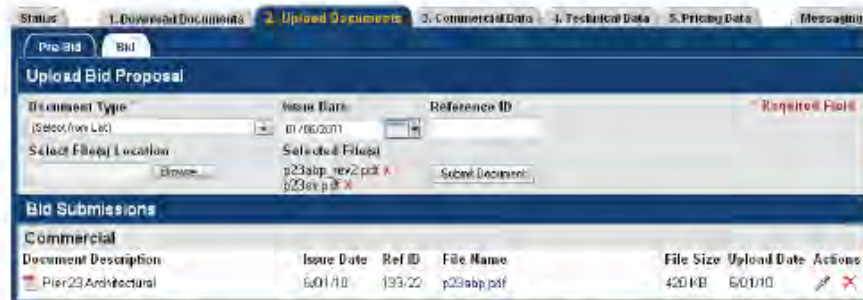 Status 1. Download Documents 2. Upload Documents 3. Commercial Data 4. Technical Data 5. Pricing Data Messaging
Pre-Bid Bid
Upload Bid Proposal
Document Type Issue Date Reference ID * Required Field
(Select from List) 01/06/2011
Select File(s) Location Selected File(s)
Browse... p23abp_rev2.pdf X Submit Document
X
Bid Submissions
Commercial
Document Description Issue Date Ref ID File Name File Size Upload Date Actions
Pier 23 Architectural 6/01/10 193-22 p23abp.pdf 420 KB 6/01/10